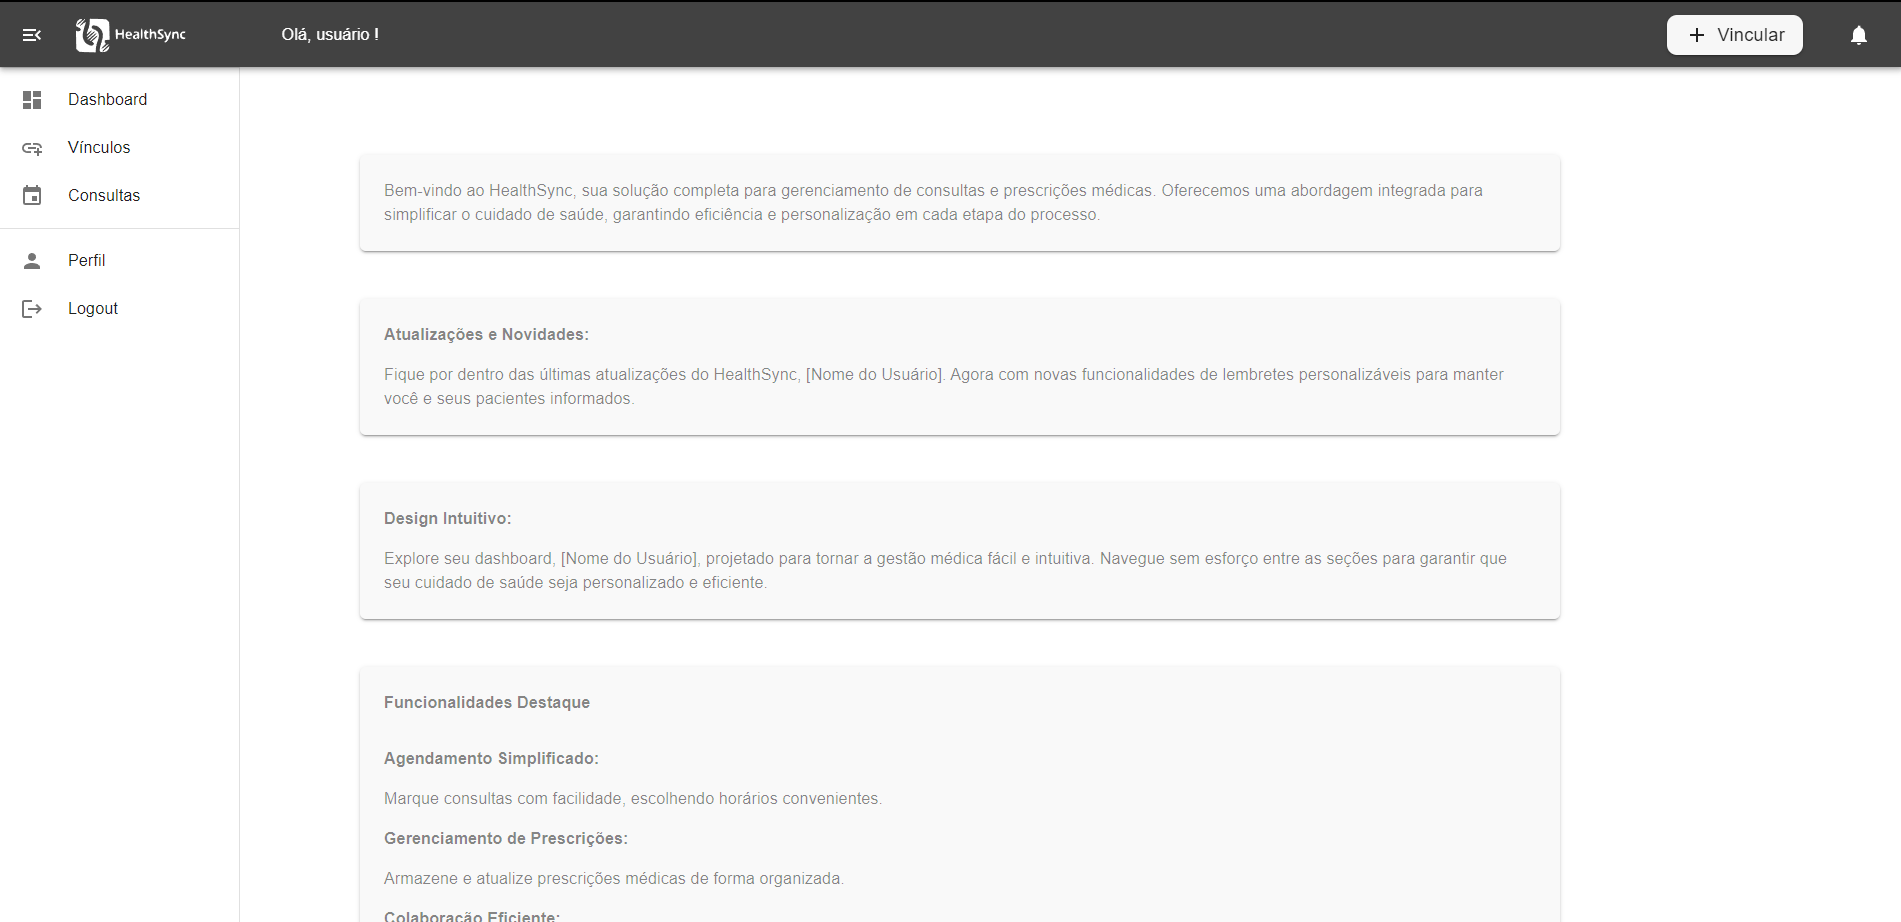 HealthSync
Olá, usuário !
Vincular
Dashboard
Vínculos
Consultas
Perfil
Logout
Bem-vindo ao HealthSync, sua solução completa para gerenciamento de consultas e prescrições médicas. Oferecemos uma abordagem integrada para
simplificar o cuidado de saúde, garantindo eficiência e personalização em cada etapa do processo.
Atualizações e Novidades:
Fique por dentro das últimas atualizações do HealthSync, [Nome do Usuário]. Agora com novas funcionalidades de lembretes personalizáveis para manter
você e seus pacientes informados.
Design Intuitivo:
Explore seu dashboard, [Nome do Usuário], projetado para tornar a gestão médica fácil e intuitiva. Navegue sem esforço entre as seções para garantir que
seu cuidado de saúde seja personalizado e eficiente.
Funcionalidades Destaque
Agendamento Simplificado:
Marque consultas com facilidade, escolhendo horários convenientes.
Gerenciamento de Prescrições:
Armazene e atualize prescrições médicas de forma organizada.
Colaboração Eficiente: